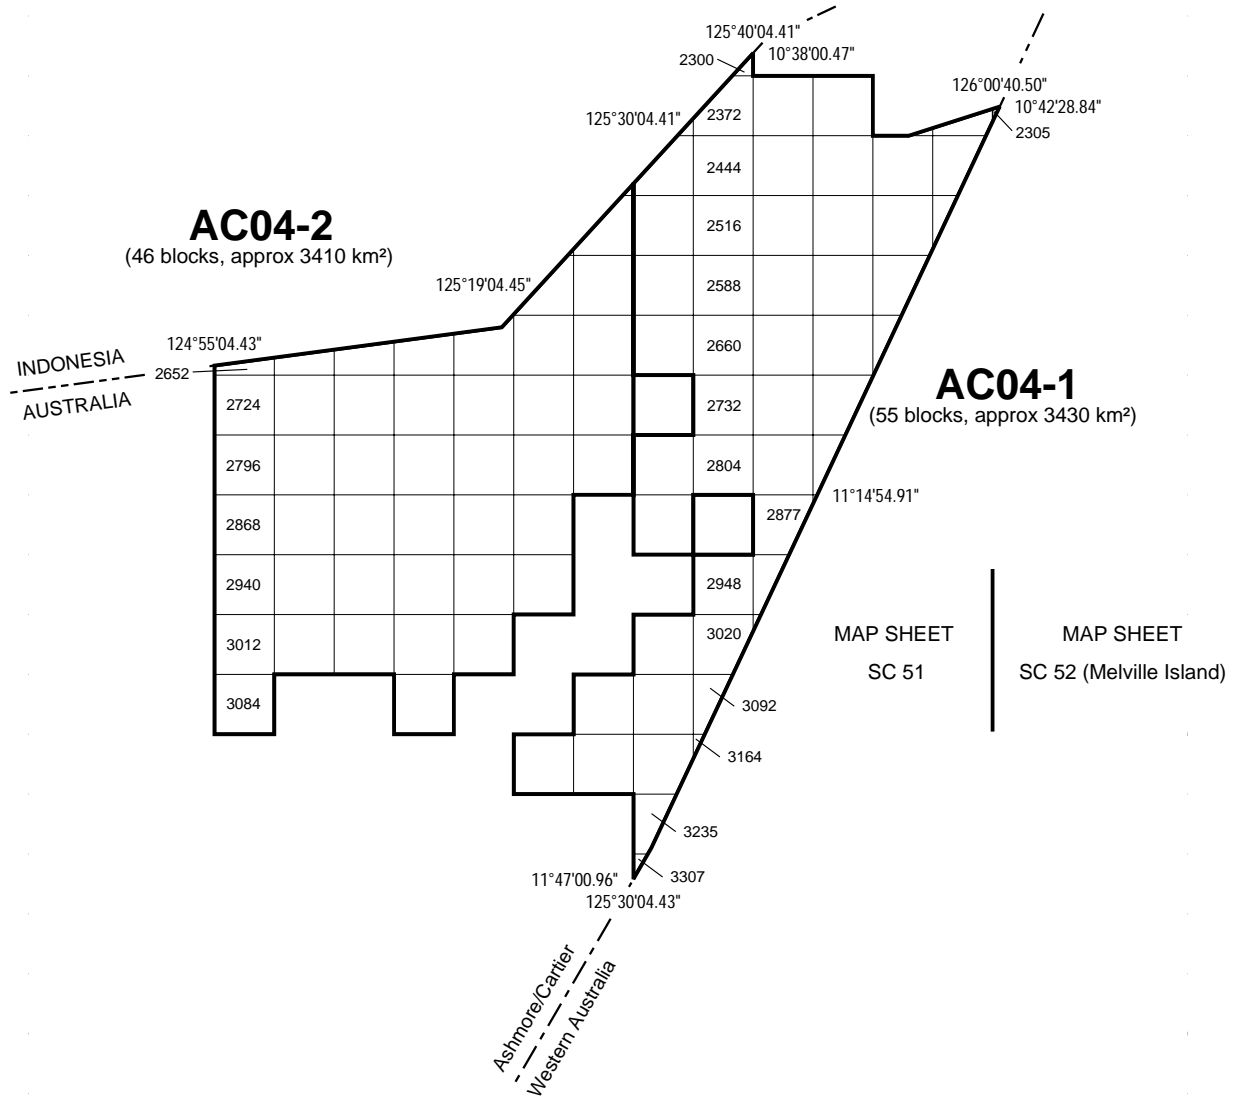 125°40'04.41"
2300
10°38'00.47"
126°00'40.50"
10°42'28.84"
2305
125°30'04.41"
2372
2444
AC04-2
(46 blocks, approx 3410 km²)
2516
125°19'04.45"
2588
124°55'04.43"
2660
INDONESIA
2652
AUSTRALIA
AC04-1
(55 blocks, approx 3430 km²)
2724
2732
2796
2804
11°14'54.91"
2868
2877
2940
2948
3012
3020
MAP SHEET
SC 51
MAP SHEET
SC 52 (Melville Island)
3084
3092
3164
3235
3307
11°47'00.96"
125°30'04.43"
Ashmore/Cartier
Western Australia